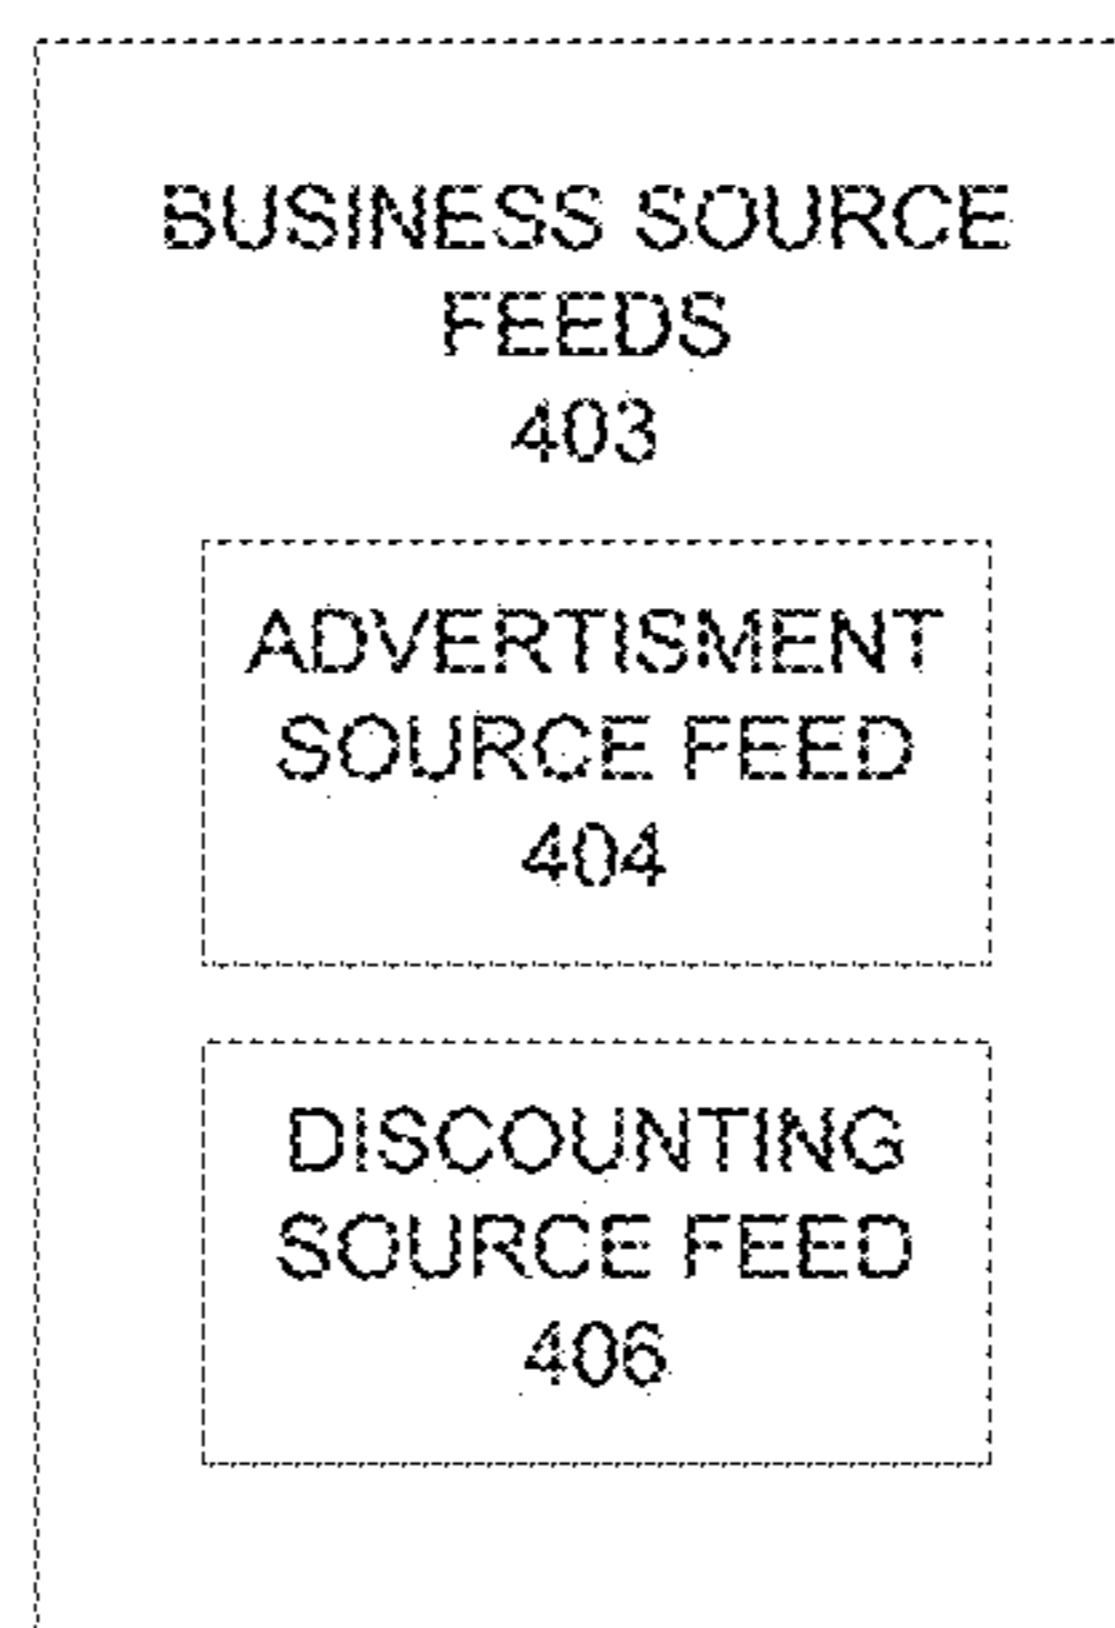 BUSINESS SOURCE
FEEDS
403
ADVERTISMENT
SOURCE FEED
404
DISCOUNTING
SOURCE FEED
406